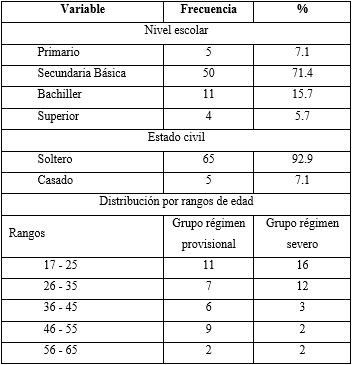 Variable Frecuencia %
Nivel escolar
Primario 5 7.1
Secundaria Básica 50 71.4
Bachiller 11 15.7
Superior 4 5.7
Estado civil
Soltero 65 92.9
Casado 5 7.1
Distribución por rangos de edad
Rangos Grupo régimen provisional Grupo régimen severo
17 - 25 11 16
26 - 35 7 12
36 - 45 6 3
46 - 55 9 2
56 - 65 2 2